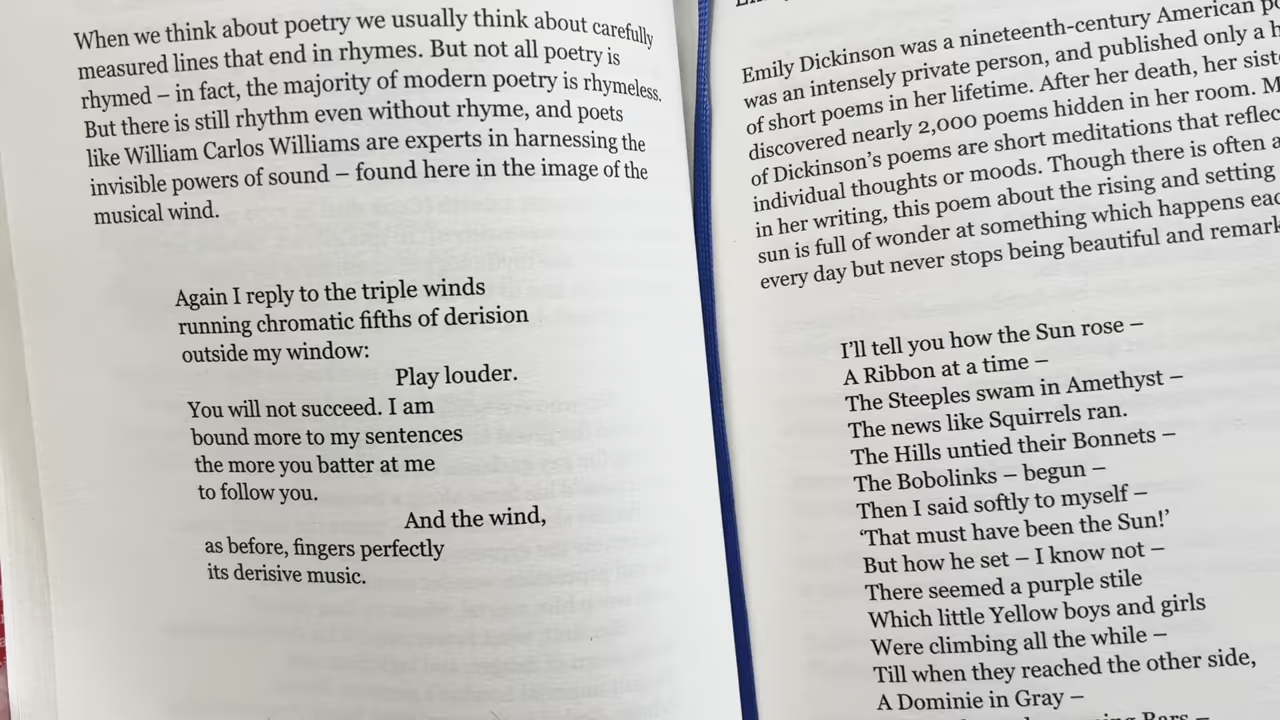 When we think about poetry we usually think about carefully
measured lines that end in rhymes. But not all poetry is
rhymed – in fact, the majority of modern poetry is rhymeless.
But there is still rhythm even without rhyme, and poets
like William Carlos Williams are experts in harnessing the
invisible powers of sound – found here in the image of the
musical wind.
Again I reply to the triple winds
running chromatic fifths of derision
outside my window:
Play louder.
You will not succeed. I am
bound more to my sentences
the more you batter at me
to follow you.
And the wind,
as before, fingers perfectly
its derisive music.
Emily Dickinson was a nineteenth-century American
was an intensely private person, and published only a
of short poems in her lifetime. After her death, her
discovered nearly 2,000 poems hidden in her room.
of Dickinson’s poems are short meditations that
individual thoughts or moods. Though there is often
in her writing, this poem about the rising and setting
sun is full of wonder at something which happens
every day but never stops being beautiful and
I’ll tell you how the Sun rose –
A Ribbon at a time –
The Steeples swam in Amethyst –
The news like Squirrels ran.
The Hills untied their Bonnets –
The Bobolinks – begun –
Then I said softly to myself –
‘That must have been the Sun!’
But how he set – I know not –
There seemed a purple stile
Which little Yellow boys and girls
Were climbing all the while –
Till when they reached the other side,
A Dominie in Gray –
Bars –